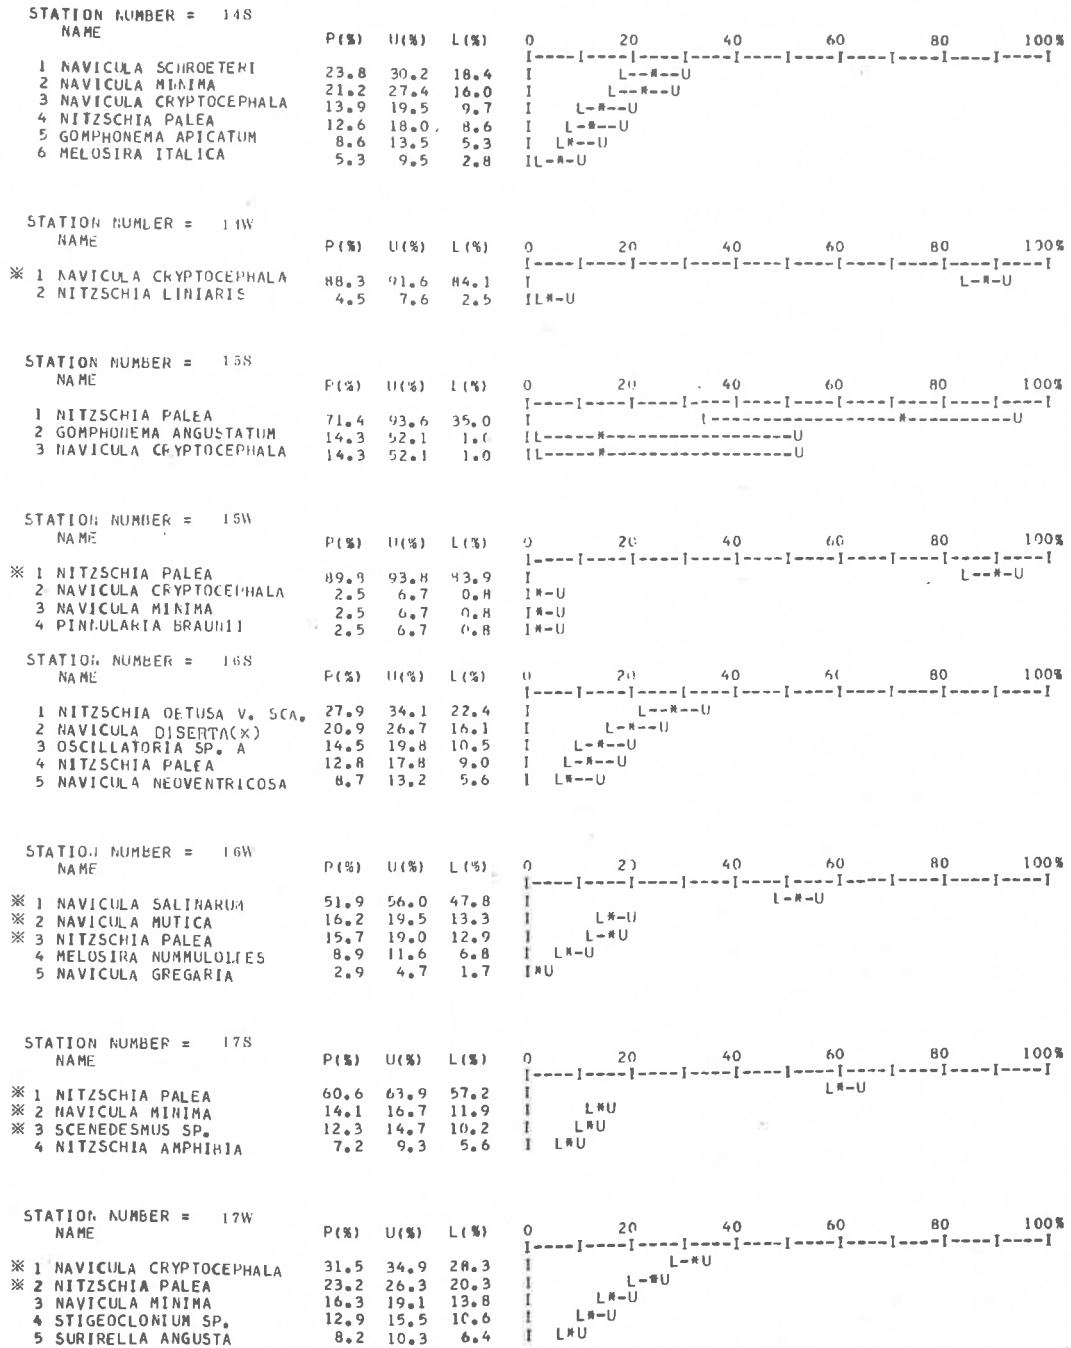 STATION NUMBER = 14S
NAME P(%) U(%) L(%) 0 20 40 60 80 100%
I----I----I----I----I----I----I----I----I----I----I
1 NAVICULA SCHROETERI 23.8 30.2 18.4 I L--*--U
2 NAVICULA MINIMA 21.2 27.4 16.0 I L--*--U
3 NAVICULA CRYPTOCEPHALA 13.9 19.5 9.7 I L-*--U
4 NITZSCHIA PALEA 12.6 18.0 8.6 I L-*--U
5 GOMPHONEMA APICATUM 8.6 13.5 5.3 I L*--U
6 MELOSIRA ITALICA 5.3 9.5 2.8 IL-*-U
STATION NUMBER = 14W
NAME P(%) U(%) L(%) 0 20 40 60 80 100%
I----I----I----I----I----I----I----I----I----I----I
※ 1 NAVICULA CRYPTOCEPHALA 88.3 91.6 84.1 I L-*-U
2 NITZSCHIA LINIARIS 4.5 7.6 2.5 IL*-U
STATION NUMBER = 15S
NAME P(%) U(%) L(%) 0 20 40 60 80 100%
I----I----I----I----I----I----I----I----I----I----I
1 NITZSCHIA PALEA 71.4 93.6 35.0 I L------------------*----------U
2 GOMPHONEMA ANGUSTATUM 14.3 52.1 1.0 IL-----*------------------U
3 NAVICULA CRYPTOCEPHALA 14.3 52.1 1.0 IL-----*------------------U
STATION NUMBER = 15W
NAME P(%) U(%) L(%) 0 20 40 60 80 100%
I----I----I----I----I----I----I----I----I----I----I
※ 1 NITZSCHIA PALEA 89.8 93.8 83.9 I L--*-U
2 NAVICULA CRYPTOCEPHALA 2.5 6.7 0.8 I*-U
3 NAVICULA MINIMA 2.5 6.7 0.8 I*-U
4 PINNULARIA BRAUNII 2.5 6.7 0.8 I*-U
STATION NUMBER = 16S
NAME P(%) U(%) L(%) 0 20 40 60 80 100%
I----I----I----I----I----I----I----I----I----I----I
1 NITZSCHIA OBTUSA V. SCA. 27.9 34.1 22.4 I L--*--U
2 NAVICULA DISERTA(X) 20.9 26.7 16.1 I L-*--U
3 OSCILLATORIA SP. A 14.5 19.8 10.5 I L-*--U
4 NITZSCHIA PALEA 12.8 17.8 9.0 I L-*--U
5 NAVICULA NEOVENTRICOSA 8.7 13.2 5.6 I L*--U
STATION NUMBER = 16W
NAME P(%) U(%) L(%) 0 20 40 60 80 100%
I----I----I----I----I----I----I----I----I----I----I
※ 1 NAVICULA SALINARUM 51.9 56.0 47.8 I L-*-U
※ 2 NAVICULA MUTICA 16.2 19.5 13.3 I L*-U
※ 3 NITZSCHIA PALEA 15.7 19.0 12.9 I L-*U
4 MELOSIRA NUMMULOIDES 8.9 11.6 6.8 I L*-U
5 NAVICULA GREGARIA 2.9 4.7 1.7 I*U
STATION NUMBER = 17S
NAME P(%) U(%) L(%) 0 20 40 60 80 100%
I----I----I----I----I----I----I----I----I----I----I
※ 1 NITZSCHIA PALEA 60.6 63.9 57.2 I L*-U
※ 2 NAVICULA MINIMA 14.1 16.7 11.9 I L*U
※ 3 SCENEDESMUS SP. 12.3 14.7 10.2 I L*U
4 NITZSCHIA AMPHIBIA 7.2 9.3 5.6 I L*U
STATION NUMBER = 17W
NAME P(%) U(%) L(%) 0 20 40 60 80 100%
I----I----I----I----I----I----I----I----I----I----I
※ 1 NAVICULA CRYPTOCEPHALA 31.5 34.9 28.3 I L-*U
※ 2 NITZSCHIA PALEA 23.2 26.3 20.3 I L-*U
3 NAVICULA MINIMA 16.3 19.1 13.8 I L*-U
4 STIGEOCLONIUM SP. 12.9 15.5 10.6 I L*-U
5 SURIRELLA ANGUSTA 8.2 10.3 6.4 I L*U